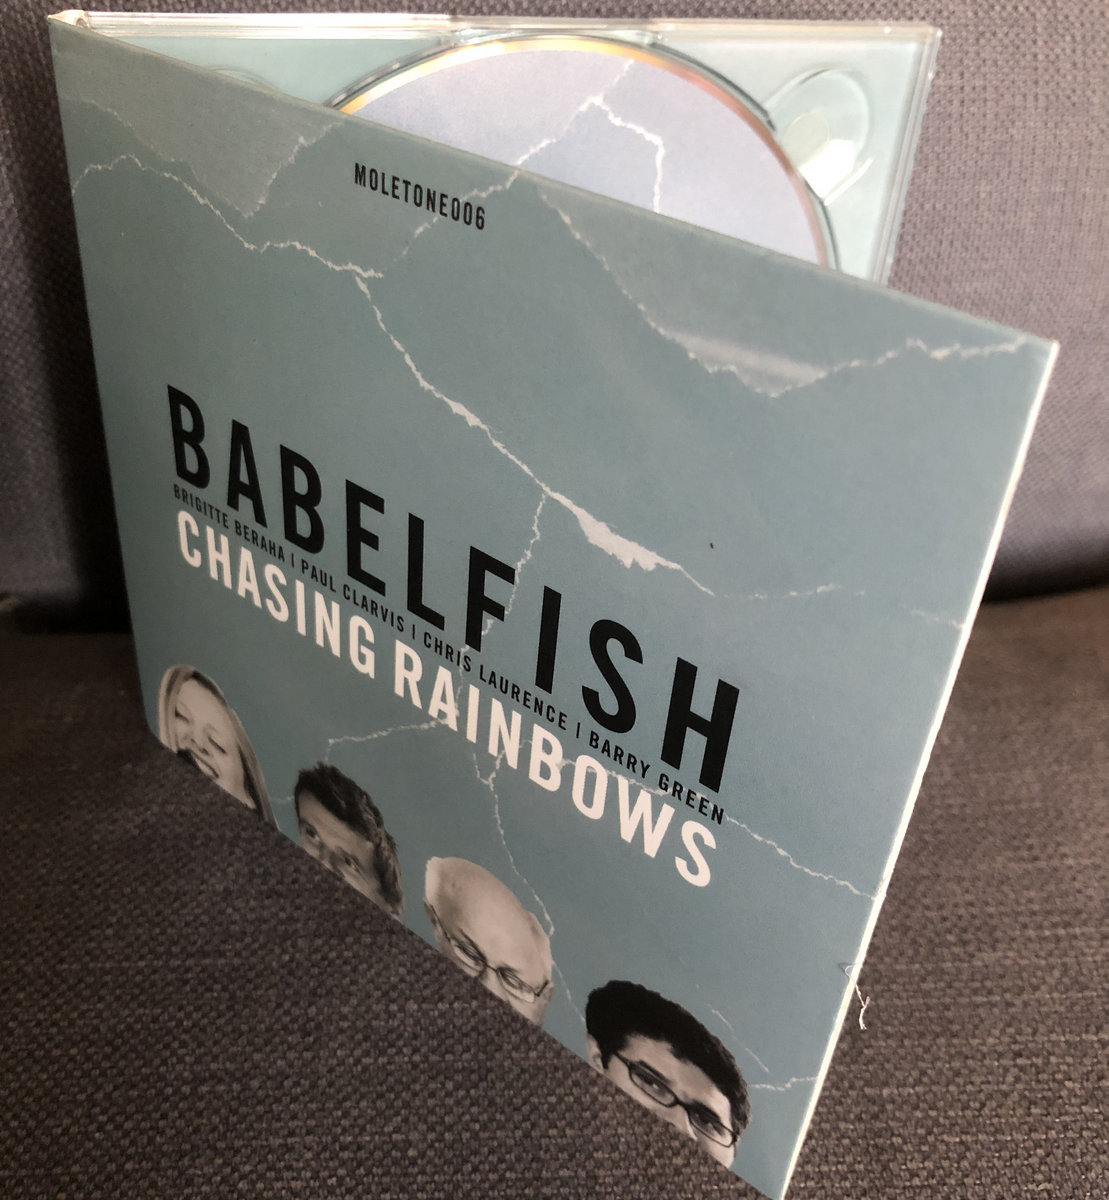 MOLETONE006
BABELFISH
BRIGITTE BERAHA | PAUL CLARVIS | CHRIS LAURENCE | BARRY GREEN
CHASING RAINBOWS